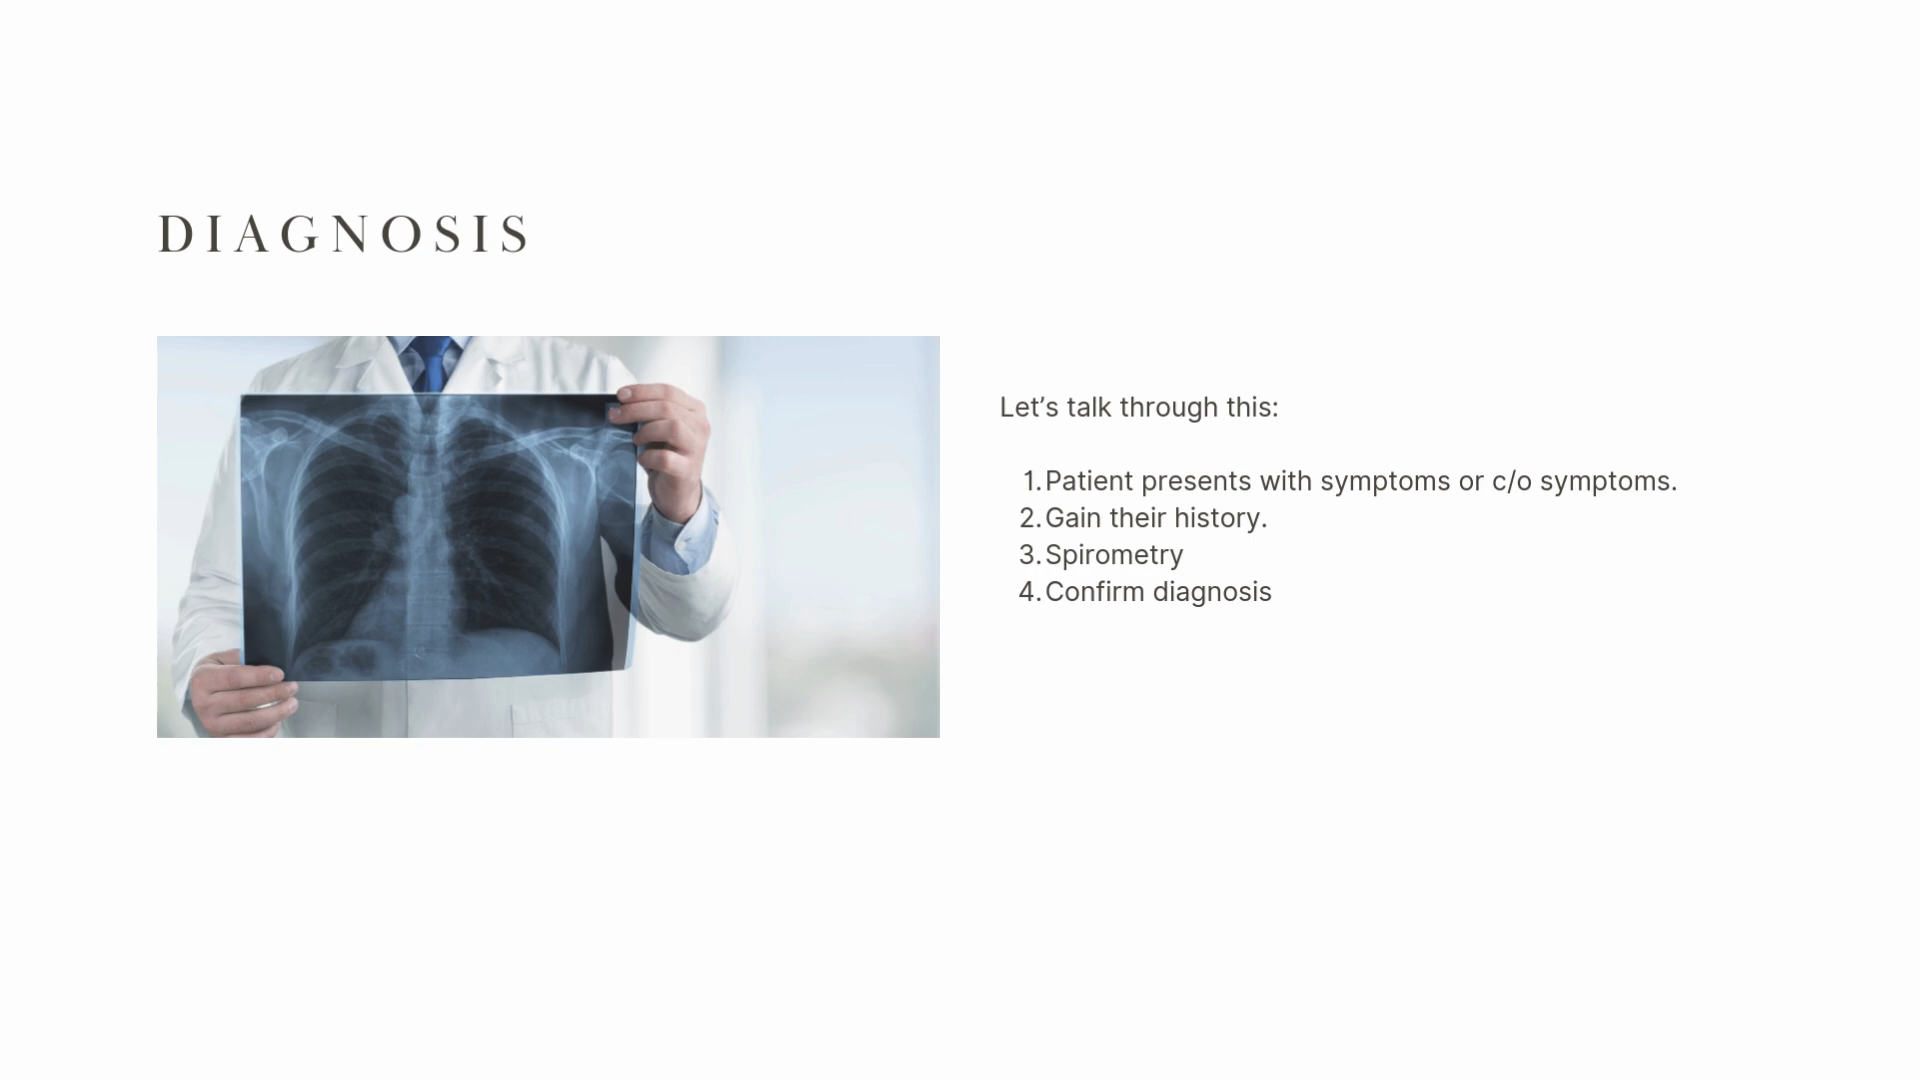 DIAGNOSIS
Let’s talk through this:
1. Patient presents with symptoms or c/o symptoms.
2. Gain their history.
3. Spirometry
4. Confirm diagnosis